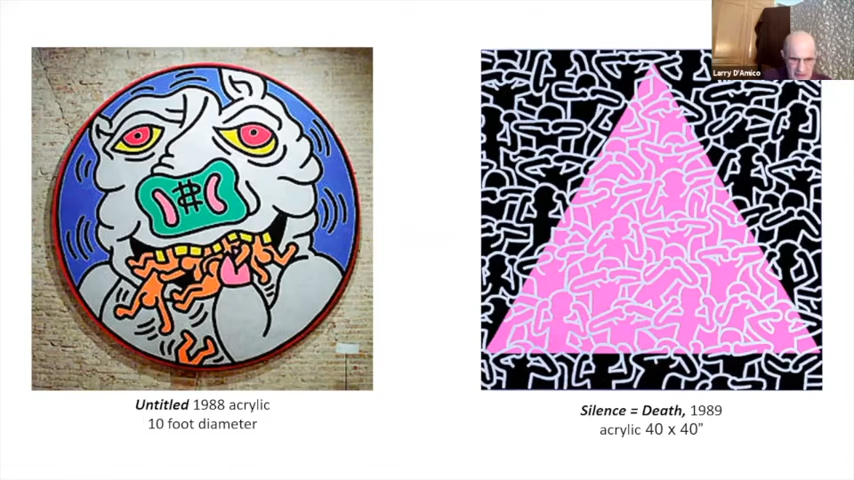 Larry D'Amico
Untitled 1988 acrylic
10 foot diameter
Silence = Death, 1989
acrylic 40 x 40”